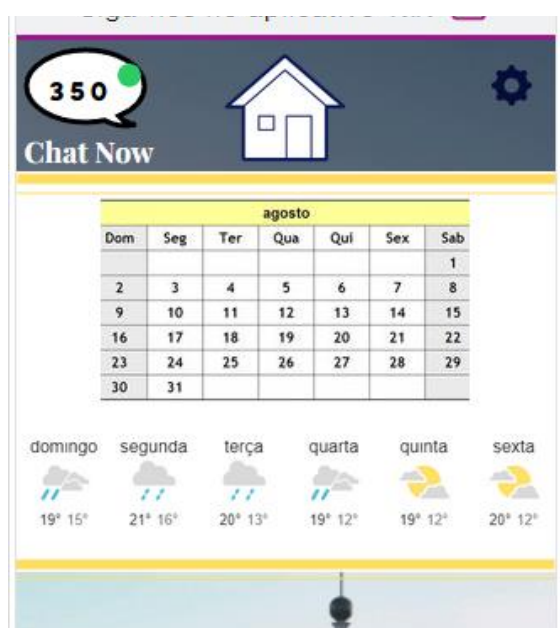 350
Chat Now
agosto
Dom Seg Ter Qua Qui Sex Sab
1
2 3 4 5 6 7 8
9 10 11 12 13 14 15
16 17 18 19 20 21 22
23 24 25 26 27 28 29
30 31
domingo segunda terça quarta quinta sexta
19° 15° 21° 16° 20° 13° 19° 12° 19° 12° 20° 12°